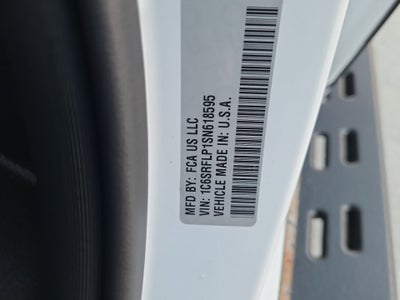 MFD BY: FCA US LLC
VIN: 1C6SRFLP1SN618595
VEHICLE MADE IN: U.S.A.